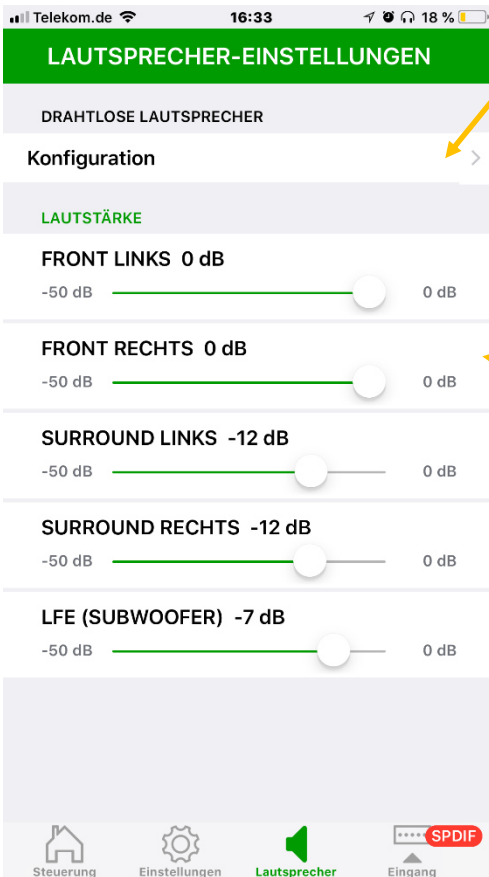 Telekom.de 16:33 18 %
LAUTSPRECHER-EINSTELLUNGEN
DRAHTLOSE LAUTSPRECHER
Konfiguration
LAUTSTÄRKE
FRONT LINKS 0 dB
-50 dB 0 dB
FRONT RECHTS 0 dB
-50 dB 0 dB
SURROUND LINKS -12 dB
-50 dB 0 dB
SURROUND RECHTS -12 dB
-50 dB 0 dB
LFE (SUBWOOFER) -7 dB
-50 dB 0 dB
SPDIF
Steuerung Einstellungen Lautsprecher Eingang